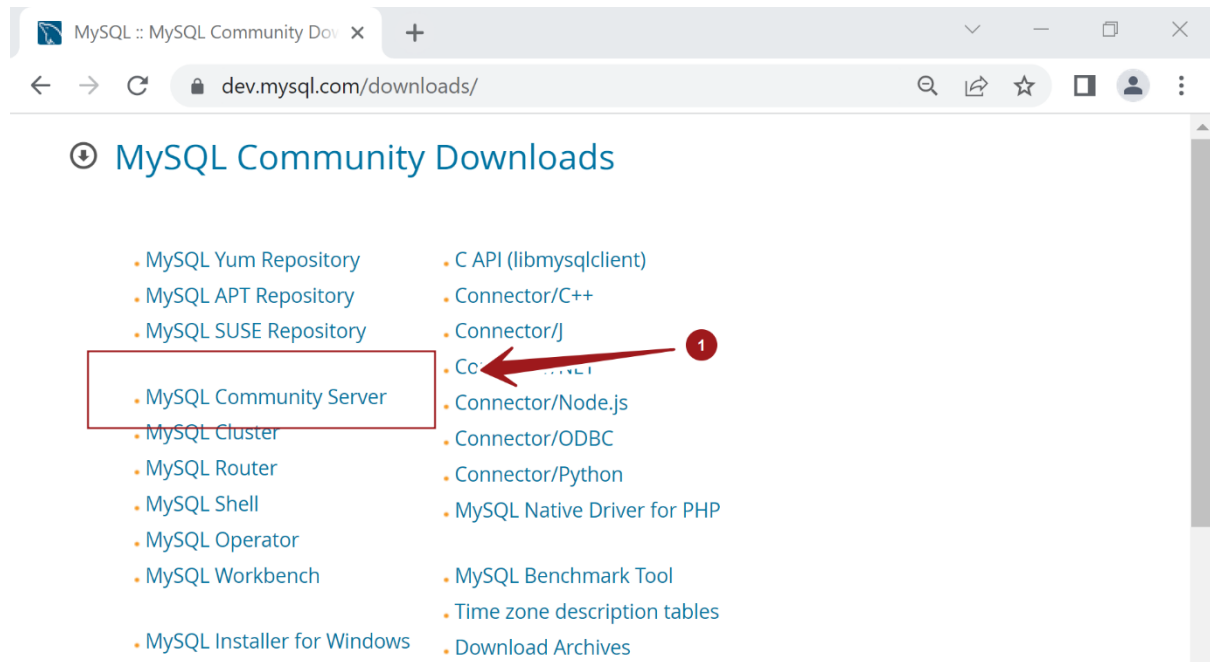 MySQL :: MySQL Community Dov
dev.mysql.com/downloads/
MySQL Community Downloads
MySQL Yum Repository
MySQL APT Repository
MySQL SUSE Repository
MySQL Community Server
MySQL Cluster
MySQL Router
MySQL Shell
MySQL Operator
MySQL Workbench
MySQL Installer for Windows
C API (libmysqlclient)
Connector/C++
Connector/J
1
Connector/Node.js
Connector/ODBC
Connector/Python
MySQL Native Driver for PHP
MySQL Benchmark Tool
Time zone description tables
Download Archives